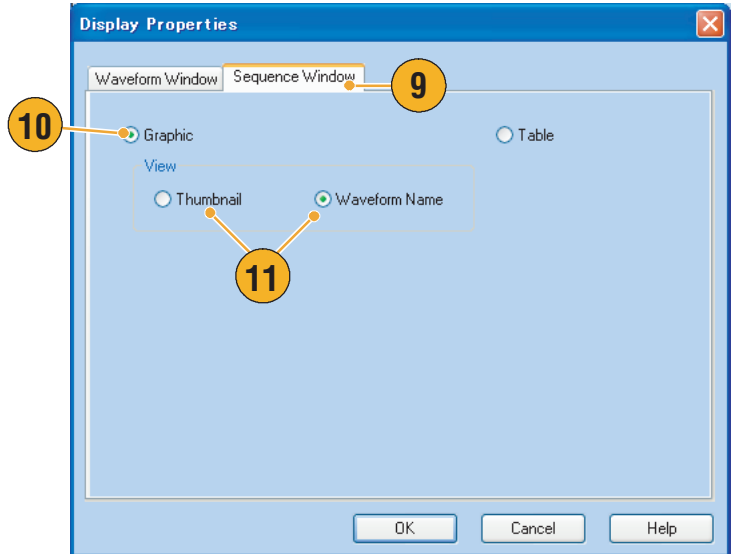 Display Properties
Waveform Window Sequence Window
9
10
Graphic Table
View
Thumbnail Waveform Name
11
OK Cancel Help